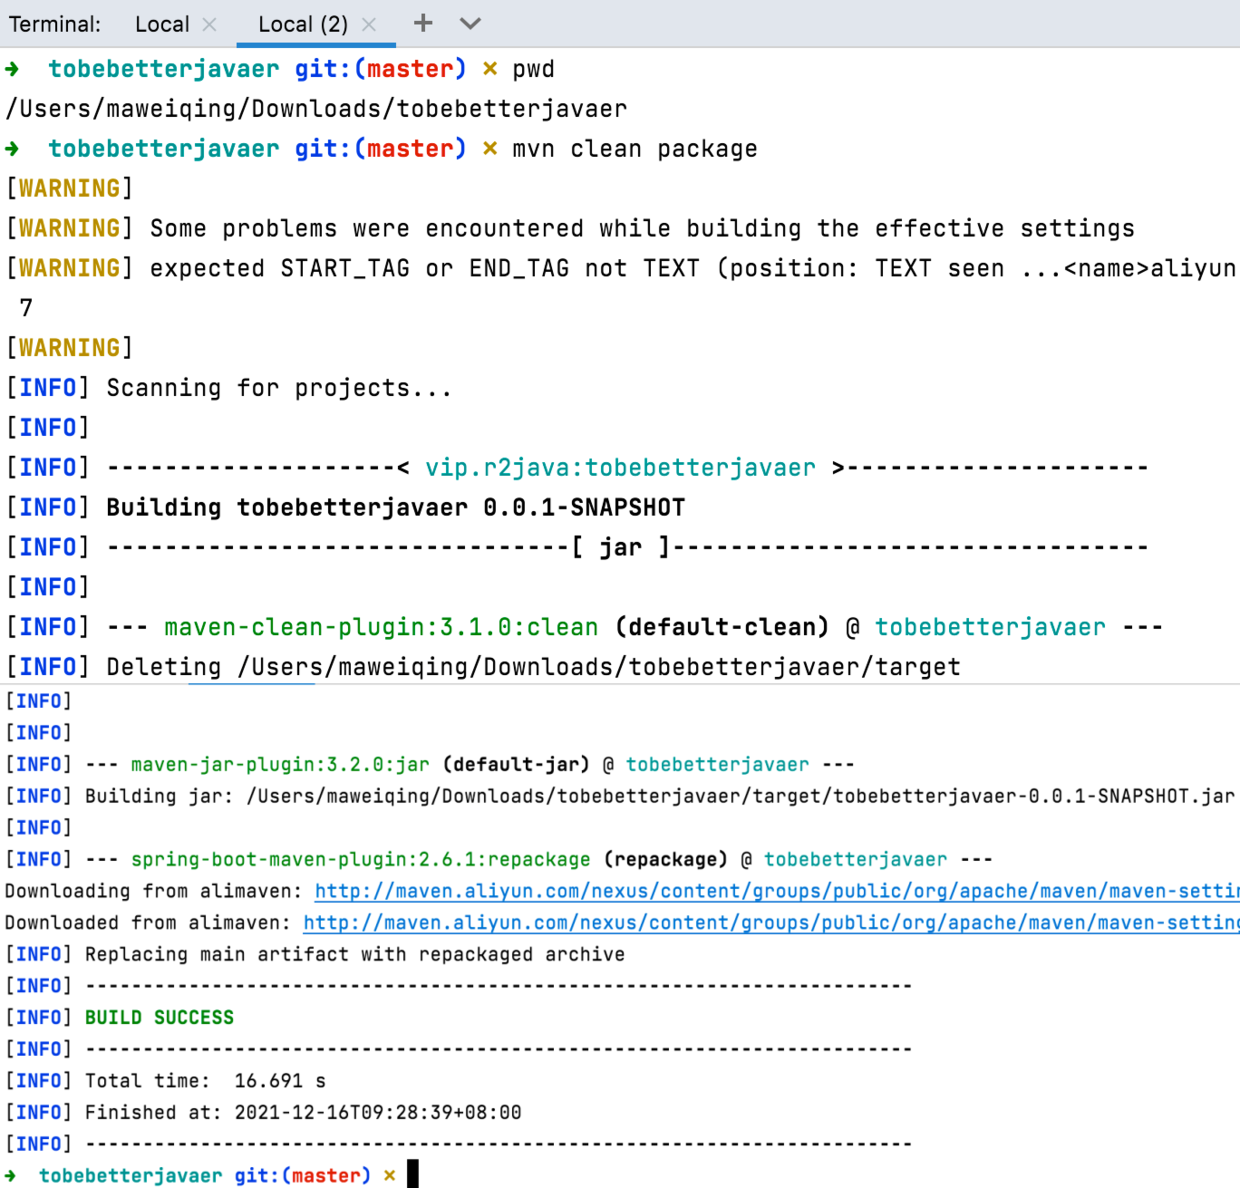 Terminal: Local × Local (2) × +
➜ tobebetterjavaer git:(master) ✗ pwd
/Users/maweiqing/Downloads/tobebetterjavaer
➜ tobebetterjavaer git:(master) ✗ mvn clean package
[WARNING]
[WARNING] Some problems were encountered while building the effective settings
[WARNING] expected START_TAG or END_TAG not TEXT (position: TEXT seen ...<name>aliyun
7
[WARNING]
[INFO] Scanning for projects...
[INFO]
[INFO] --------------------< vip.r2java:tobebetterjavaer >---------------------
[INFO] Building tobebetterjavaer 0.0.1-SNAPSHOT
[INFO] --------------------------------[ jar ]---------------------------------
[INFO]
[INFO] --- maven-clean-plugin:3.1.0:clean (default-clean) @ tobebetterjavaer ---
[INFO] Deleting /Users/maweiqing/Downloads/tobebetterjavaer/target
[INFO]
[INFO]
[INFO] --- maven-jar-plugin:3.2.0:jar (default-jar) @ tobebetterjavaer ---
[INFO] Building jar: /Users/maweiqing/Downloads/tobebetterjavaer/target/tobebetterjavaer-0.0.1-SNAPSHOT.jar
[INFO]
[INFO] --- spring-boot-maven-plugin:2.6.1:repackage (repackage) @ tobebetterjavaer ---
Downloading from alimaven: http://maven.aliyun.com/nexus/content/groups/public/org/apache/maven/maven-settin
Downloaded from alimaven: http://maven.aliyun.com/nexus/content/groups/public/org/apache/maven/maven-setting
[INFO] Replacing main artifact with repackaged archive
[INFO] ------------------------------------------------------------------------
[INFO] BUILD SUCCESS
[INFO] ------------------------------------------------------------------------
[INFO] Total time:  16.691 s
[INFO] Finished at: 2021-12-16T09:28:39+08:00
[INFO] ------------------------------------------------------------------------
➜ tobebetterjavaer git:(master) ✗